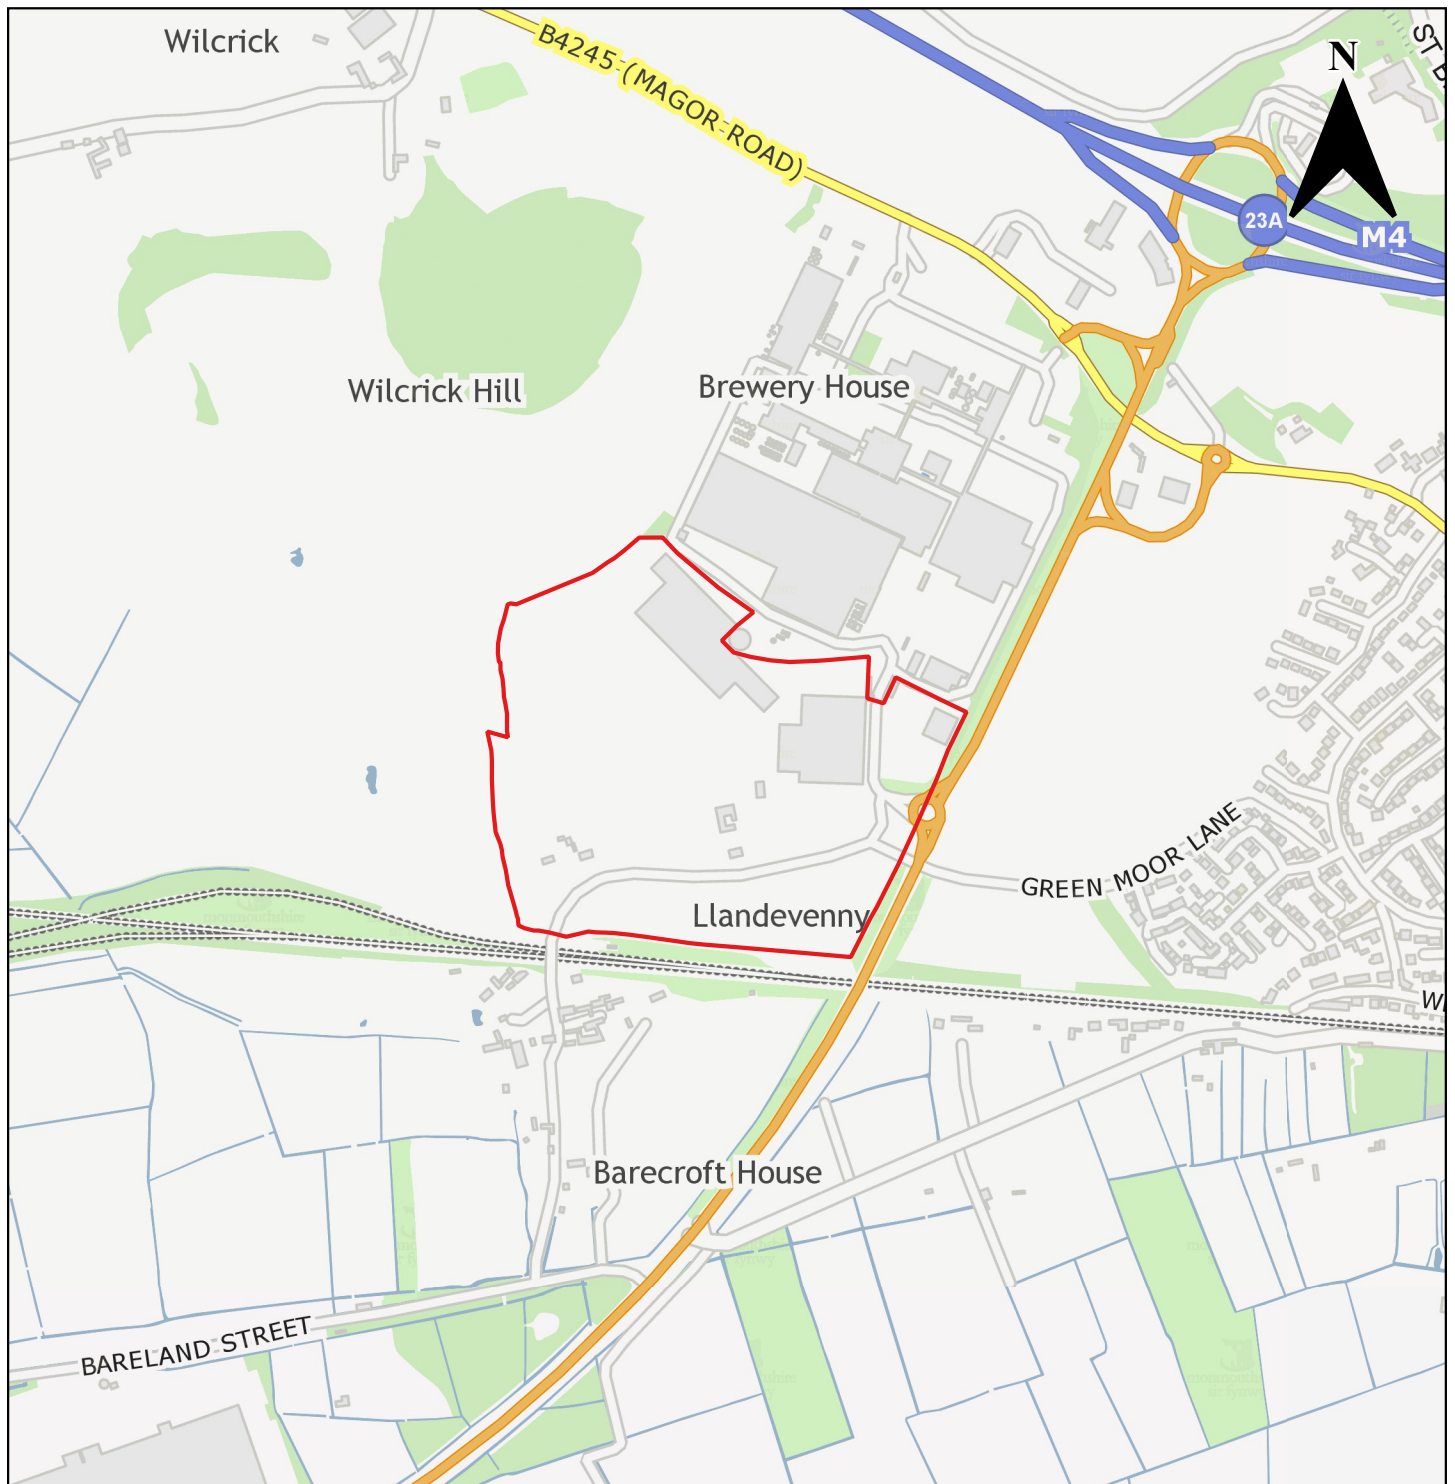 Wilcrick
B4245 (MAGOR ROAD)
N
23A
M4
Wilcrick Hill
Brewery House
GREEN MOOR LANE
Llandevenny
Barecroft House
BARELAND STREET